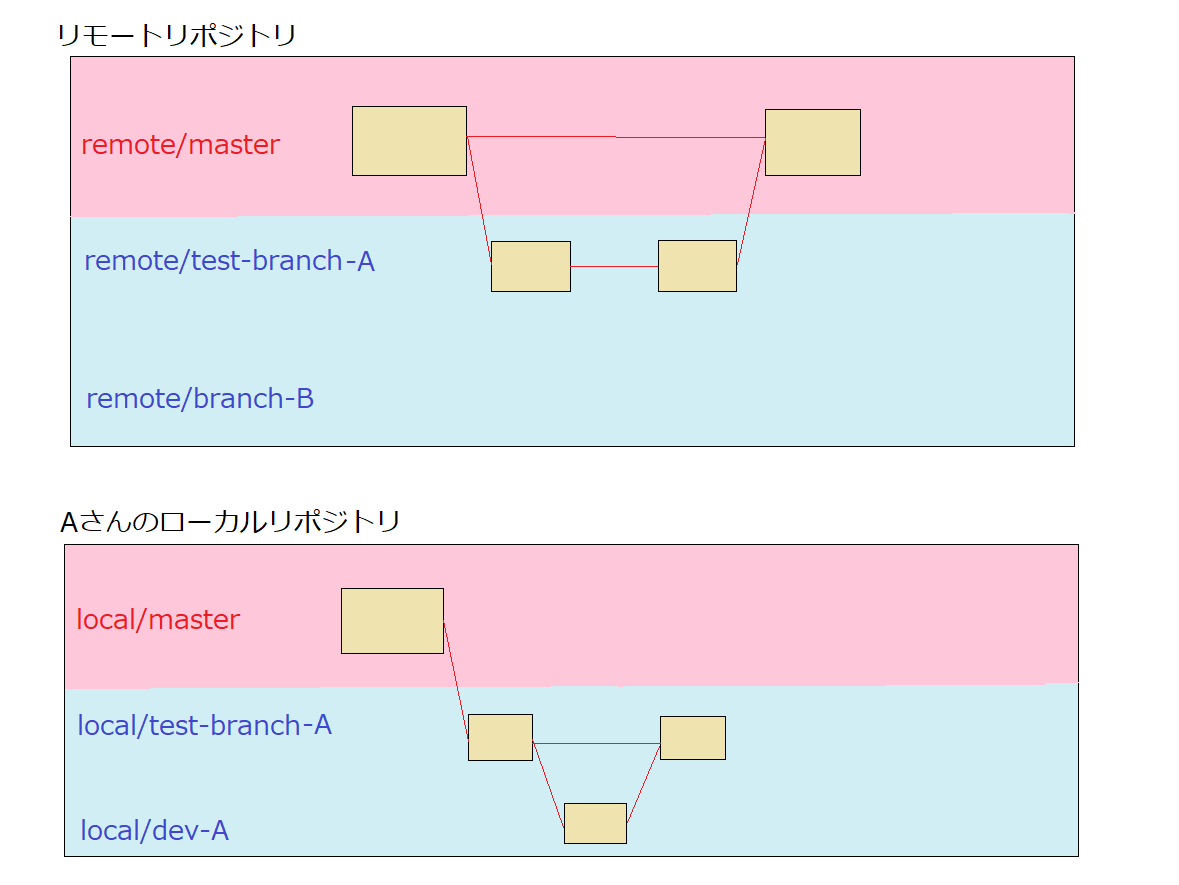 リモートリポジトリ
remote/master
remote/test-branch-A
remote/branch-B
Aさんのローカルリポジトリ
local/master
local/test-branch-A
local/dev-A